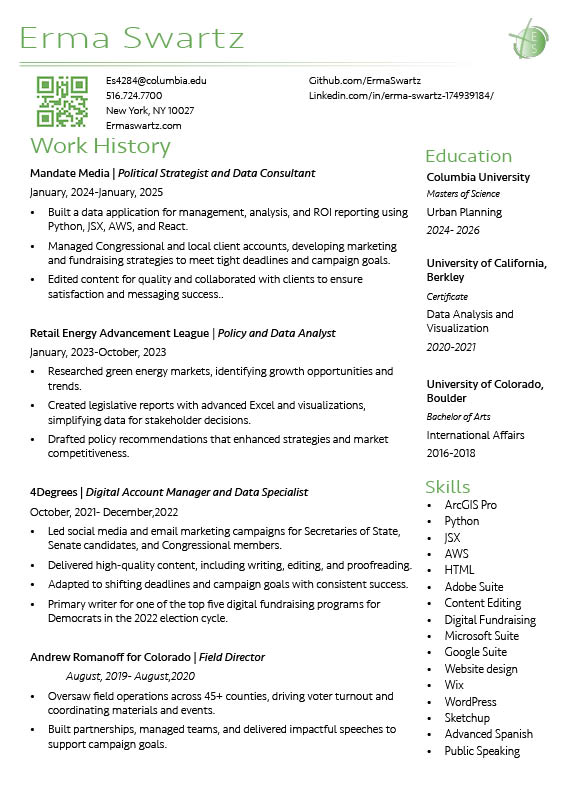 Erma Swartz
ES
Es4284@columbia.edu
516.724.7700
New York, NY 10027
Ermaswartz.com
Github.com/ErmaSwartz
Linkedin.com/in/erma-swartz-174939184/
Work History
Mandate Media | Political Strategist and Data Consultant
January, 2024-January, 2025
• Built a data application for management, analysis, and ROI reporting using
Python, JSX, AWS, and React.
• Managed Congressional and local client accounts, developing marketing
and fundraising strategies to meet tight deadlines and campaign goals.
• Edited content for quality and collaborated with clients to ensure
satisfaction and messaging success..
Retail Energy Advancement League | Policy and Data Analyst
January, 2023-October, 2023
• Researched green energy markets, identifying growth opportunities and
trends.
• Created legislative reports with advanced Excel and visualizations,
simplifying data for stakeholder decisions.
• Drafted policy recommendations that enhanced strategies and market
competitiveness.
4Degrees | Digital Account Manager and Data Specialist
October, 2021- December,2022
• Led social media and email marketing campaigns for Secretaries of State,
Senate candidates, and Congressional members.
• Delivered high-quality content, including writing, editing, and proofreading.
• Adapted to shifting deadlines and campaign goals with consistent success.
• Primary writer for one of the top five digital fundraising programs for
Democrats in the 2022 election cycle.
Andrew Romanoff for Colorado | Field Director
August, 2019- August,2020
• Oversaw field operations across 45+ counties, driving voter turnout and
coordinating materials and events.
• Built partnerships, managed teams, and delivered impactful speeches to
support campaign goals.
Education
Columbia University
Masters of Science
Urban Planning
2024- 2026
University of California,
Berkley
Certificate
Data Analysis and
Visualization
2020-2021
University of Colorado,
Boulder
Bachelor of Arts
International Affairs
2016-2018
Skills
• ArcGIS Pro
• Python
• JSX
• AWS
• HTML
• Adobe Suite
• Content Editing
• Digital Fundraising
• Microsoft Suite
• Google Suite
• Website design
• Wix
• WordPress
• Sketchup
• Advanced Spanish
• Public Speaking